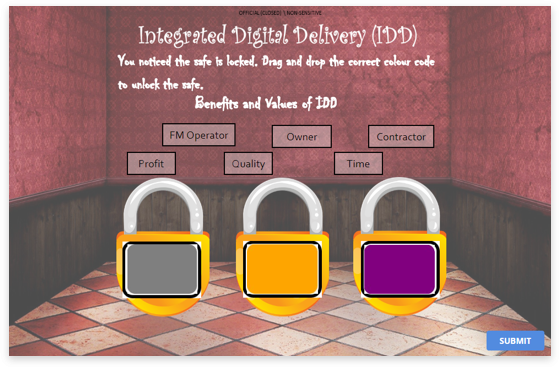 OFFICIAL (CLOSED) \ NON-SENSITIVE
Integrated Digital Delivery (IDD)
You noticed the safe is locked. Drag and drop the correct colour code
to unlock the safe.
Benefits and Values of IDD
FM Operator
Owner
Contractor
Profit
Quality
Time
SUBMIT